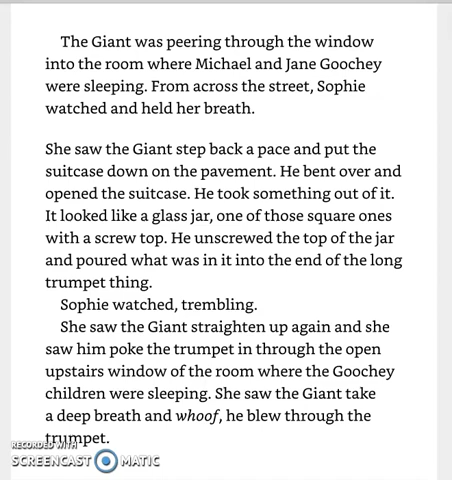 The Giant was peering through the window
into the room where Michael and Jane Goochey
were sleeping. From across the street, Sophie
watched and held her breath.
She saw the Giant step back a pace and put the
suitcase down on the pavement. He bent over and
opened the suitcase. He took something out of it.
It looked like a glass jar, one of those square ones
with a screw top. He unscrewed the top of the jar
and poured what was in it into the end of the long
trumpet thing.
Sophie watched, trembling.
She saw the Giant straighten up again and she
saw him poke the trumpet in through the open
upstairs window of the room where the Goochey
children were sleeping. She saw the Giant take
a deep breath and whoof, he blew through the
trumpet.
RECORDED WITH
SCREENCAST MATIC